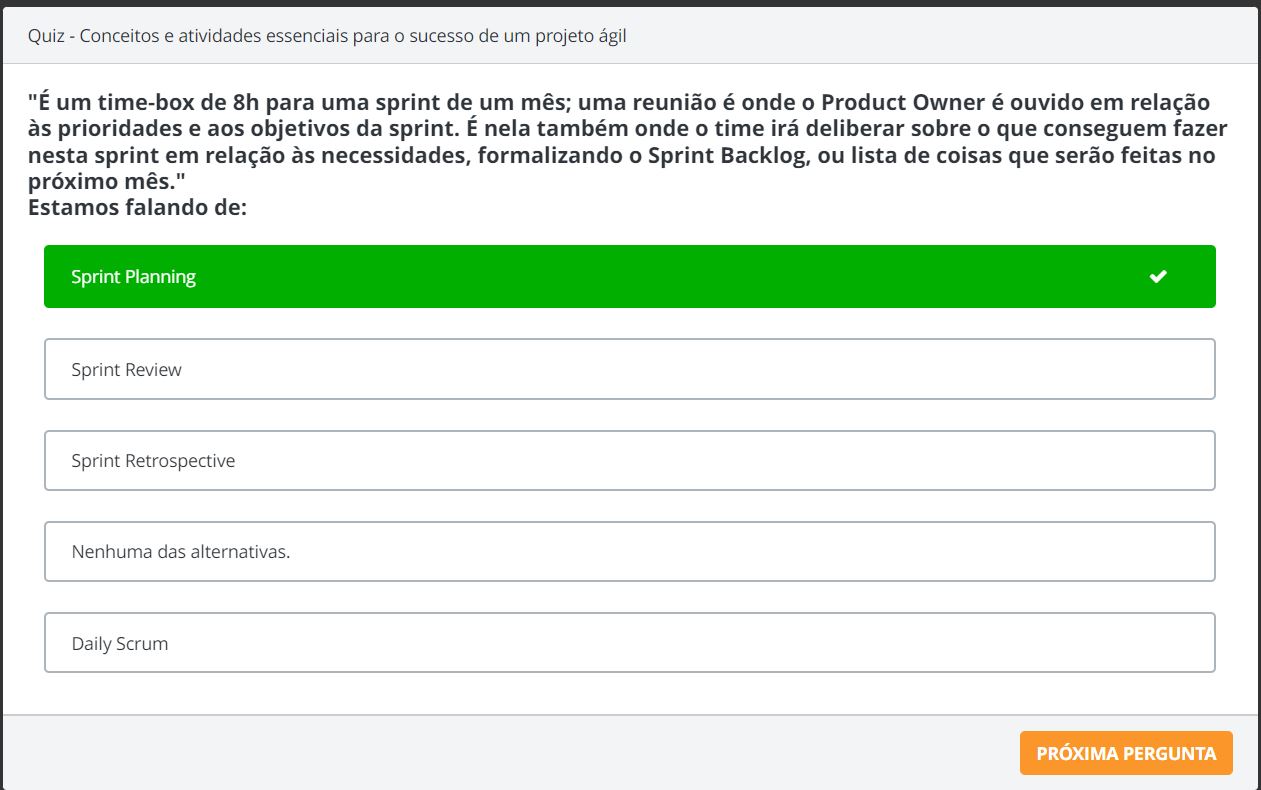 Quiz - Conceitos e atividades essenciais para o sucesso de um projeto ágil
"É um time-box de 8h para uma sprint de um mês; uma reunião é onde o Product Owner é ouvido em relação
às prioridades e aos objetivos da sprint. É nela também onde o time irá deliberar sobre o que conseguem fazer
nesta sprint em relação às necessidades, formalizando o Sprint Backlog, ou lista de coisas que serão feitas no
próximo mês."
Estamos falando de:
Sprint Planning
Sprint Review
Sprint Retrospective
Nenhuma das alternativas.
Daily Scrum
PRÓXIMA PERGUNTA